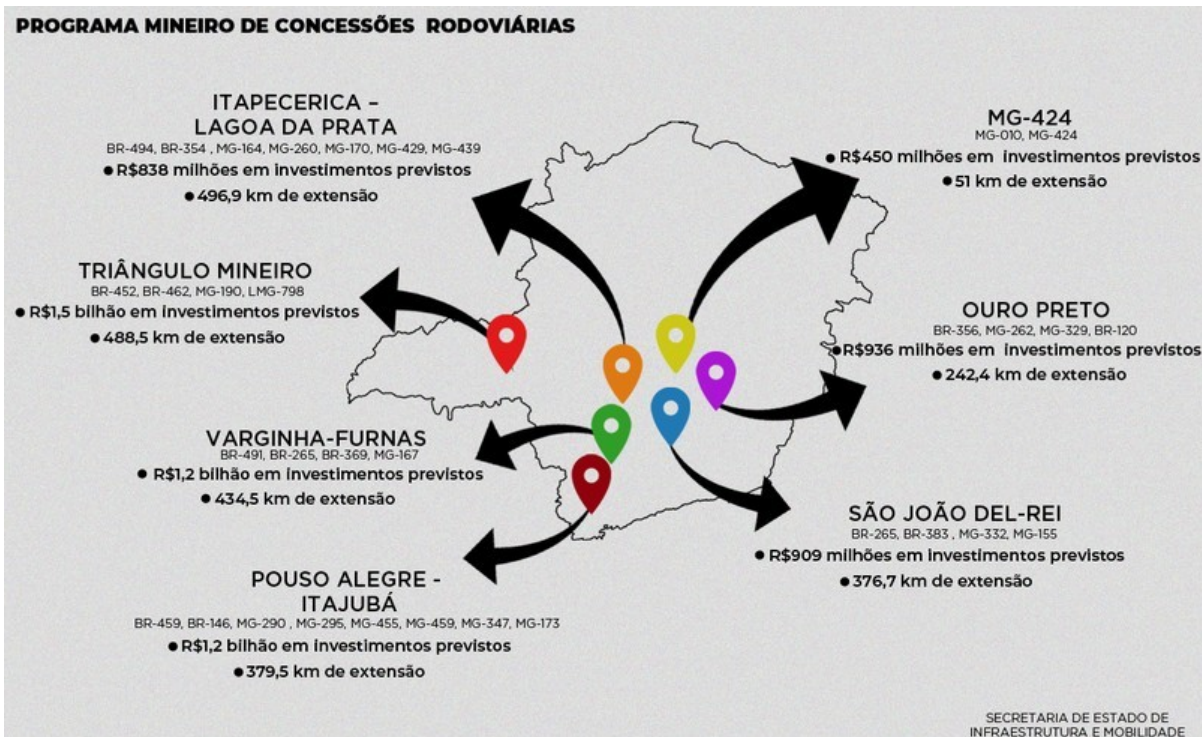 PROGRAMA MINEIRO DE CONCESSÕES RODOVIÁRIAS
ITAPECERICA –
LAGOA DA PRATA
BR-494, BR-354 , MG-164, MG-260, MG-170, MG-429, MG-439
● R$838 milhões em investimentos previstos
● 496,9 km de extensão
TRIÂNGULO MINEIRO
BR-452, BR-462, MG-190, LMG-798
● R$1,5 bilhão em investimentos previstos
● 488,5 km de extensão
VARGINHA-FURNAS
BR-491, BR-265, BR-369, MG-167
● R$1,2 bilhão em investimentos previstos
● 434,5 km de extensão
POUSO ALEGRE -
ITAJUBÁ
BR-459, BR-146, MG-290 , MG-295, MG-455, MG-459, MG-347, MG-173
● R$1,2 bilhão em investimentos previstos
● 379,5 km de extensão
MG-424
MG-010, MG-424
● R$450 milhões em investimentos previstos
● 51 km de extensão
OURO PRETO
BR-356, MG-262, MG-329, BR-120
● R$936 milhões em investimentos previstos
● 242,4 km de extensão
SÃO JOÃO DEL-REI
BR-265, BR-383 , MG-332, MG-155
● R$909 milhões em investimentos previstos
● 376,7 km de extensão
SECRETARIA DE ESTADO DE
INFRAESTRUTURA E MOBILIDADE